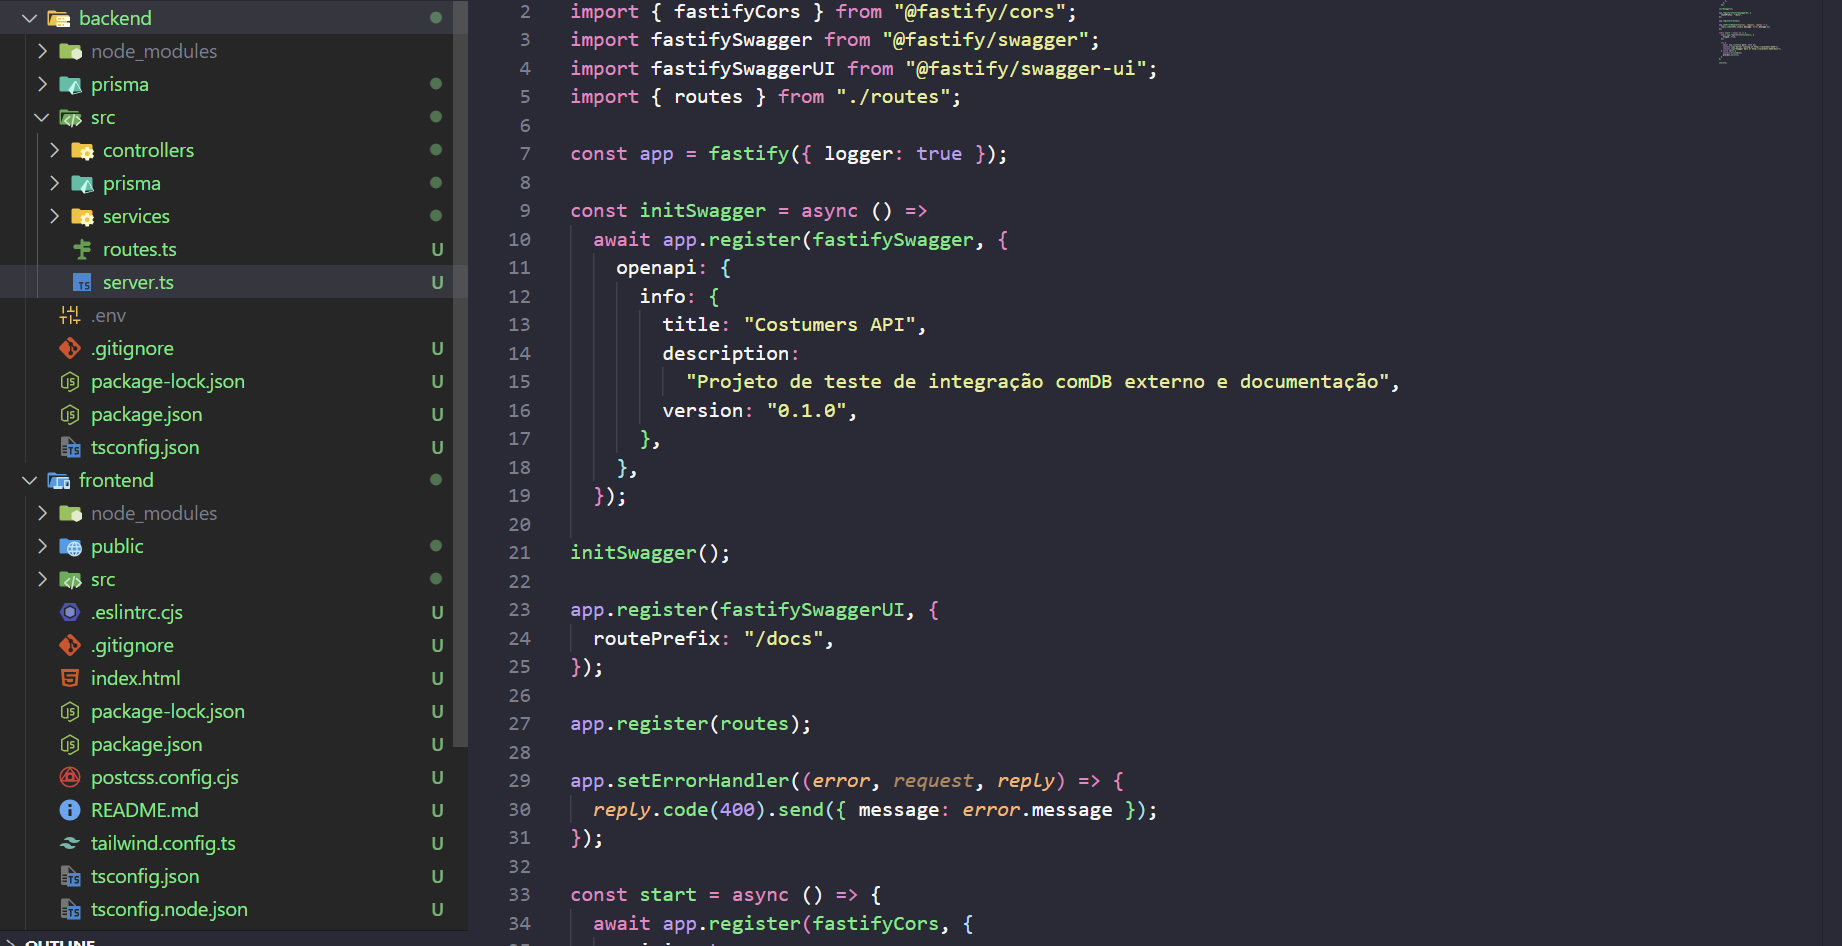 backend
node_modules
prisma
src
controllers
prisma
services
routes.ts U
server.ts U
.env
.gitignore U
package-lock.json U
package.json U
tsconfig.json U
frontend
node_modules
public
src
.eslintrc.cjs U
.gitignore U
index.html U
package-lock.json U
package.json U
postcss.config.cjs U
README.md U
tailwind.config.ts U
tsconfig.json U
tsconfig.node.json U
OUTLINE
2 import { fastifyCors } from "@fastify/cors";
3 import fastifySwagger from "@fastify/swagger";
4 import fastifySwaggerUI from "@fastify/swagger-ui";
5 import { routes } from "./routes";
6
7 const app = fastify({ logger: true });
8
9 const initSwagger = async () =>
10 await app.register(fastifySwagger, {
11 openapi: {
12 info: {
13 title: "Costumers API",
14 description:
15 "Projeto de teste de integração comDB externo e documentação",
16 version: "0.1.0",
17 },
18 },
19 });
20
21 initSwagger();
22
23 app.register(fastifySwaggerUI, {
24 routePrefix: "/docs",
25 });
26
27 app.register(routes);
28
29 app.setErrorHandler((error, request, reply) => {
30 reply.code(400).send({ message: error.message });
31 });
32
33 const start = async () => {
34 await app.register(fastifyCors, {